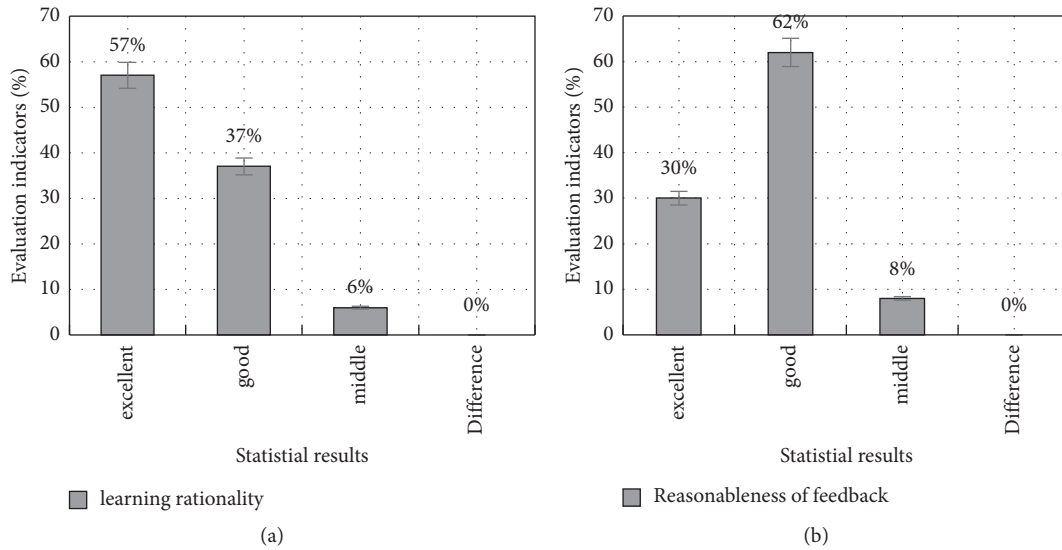 70
60
50
40
30
20
10
0
Evaluation indicators (%)
57%
37%
6%
0%
excellent
good
middle
Difference
Statistial results
learning rationality
(a)
70
60
50
40
30
20
10
0
Evaluation indicators (%)
30%
62%
8%
0%
excellent
good
middle
Difference
Statistial results
Reasonableness of feedback
(b)